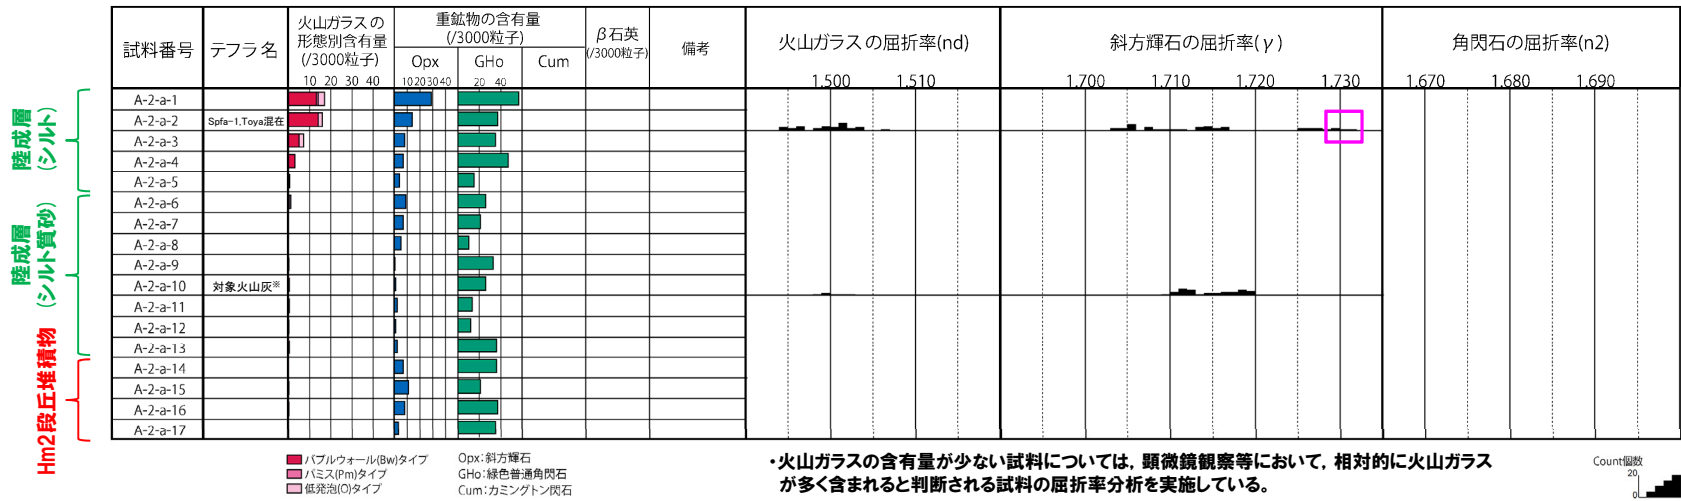 試料番号
テフラ名
火山ガラスの
形態別含有量
(/3000粒子)
10 20 30 40
重鉱物の含有量
(/3000粒子)
Opx
GHo
Cum
10 20 30 40
20 40
β石英
(/3000粒子)
備考
火山ガラスの屈折率(nd)
1.500 1.510
斜方輝石の屈折率(γ)
1.700 1.710 1.720 1.730
角閃石の屈折率(n2)
1.670 1.680 1.690
陸成層
(シルト)
陸成層
(シルト質砂)
Hm2段丘堆積物
A-2-a-1
A-2-a-2 Spfa-1,Toya混在
A-2-a-3
A-2-a-4
A-2-a-5
A-2-a-6
A-2-a-7
A-2-a-8
A-2-a-9
A-2-a-10 対象火山灰※
A-2-a-11
A-2-a-12
A-2-a-13
A-2-a-14
A-2-a-15
A-2-a-16
A-2-a-17
バブルウォール(Bw)タイプ
パミス(Pm)タイプ
低発泡(O)タイプ
Opx:斜方輝石
GHo:緑色普通角閃石
Cum:カミングトン閃石
・火山ガラスの含有量が少ない試料については，顕微鏡観察等において，相対的に火山ガラス
が多く含まれると判断される試料の屈折率分析を実施している。
Count個数
20
0